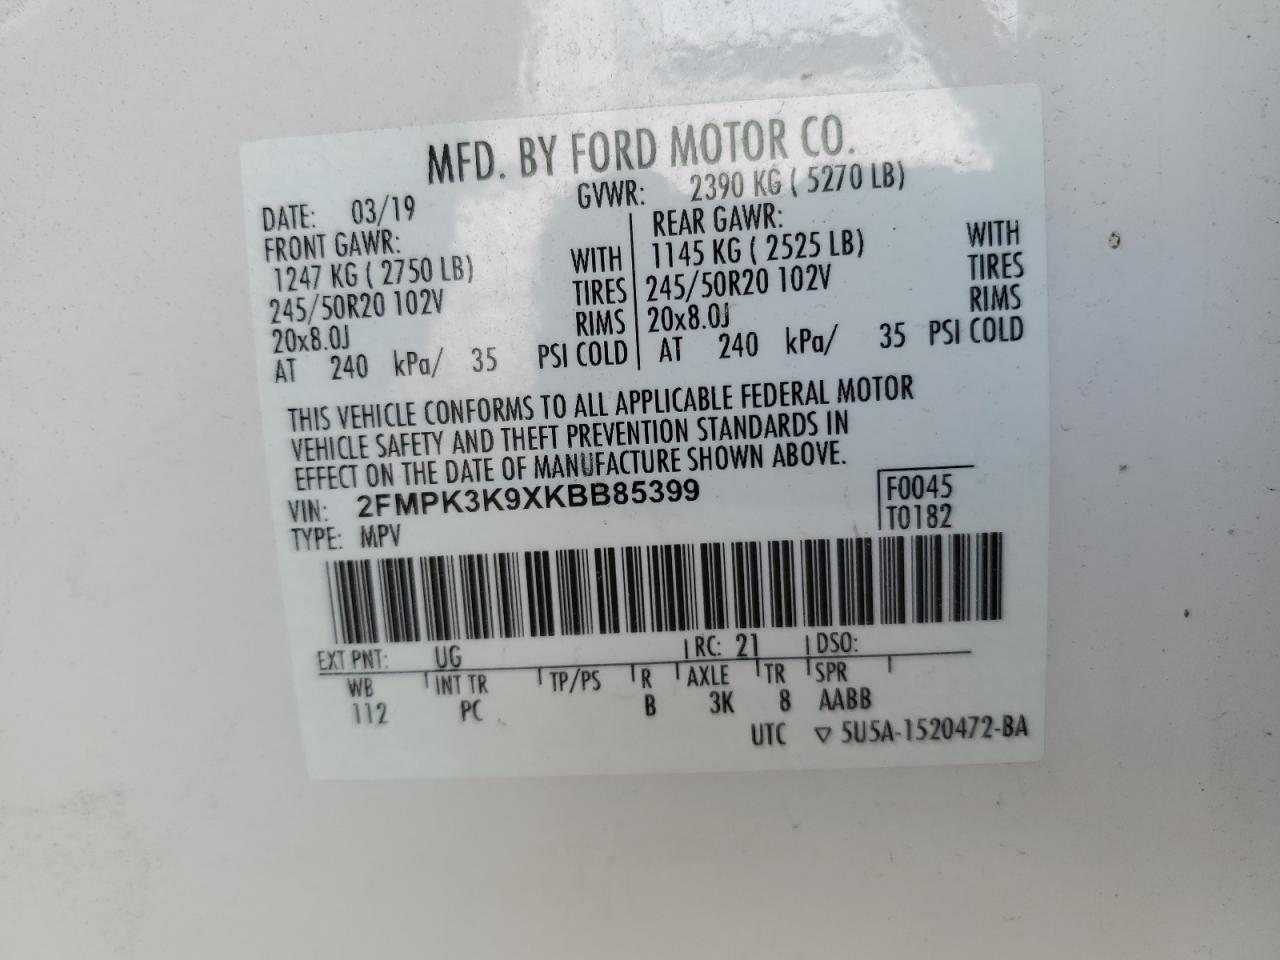 MFD. BY FORD MOTOR CO.
DATE: 03/19 GVWR: 2390 KG ( 5270 LB)
FRONT GAWR: REAR GAWR:
1247 KG ( 2750 LB) WITH 1145 KG ( 2525 LB) WITH
245/50R20 102V TIRES 245/50R20 102V TIRES
20x8.0J RIMS 20x8.0J RIMS
AT 240 kPa/ 35 PSI COLD AT 240 kPa/ 35 PSI COLD
THIS VEHICLE CONFORMS TO ALL APPLICABLE FEDERAL MOTOR
VEHICLE SAFETY AND THEFT PREVENTION STANDARDS IN
EFFECT ON THE DATE OF MANUFACTURE SHOWN ABOVE.
VIN: 2FMPK3K9XKBB85399 F0045
TYPE: MPV T0182
EXT PNT: UG RC: 21 DSO:
WB INT TR TP/PS R AXLE TR SPR
112 PC B 3K 8 AABB
UTC ▽ 5U5A-1520472-BA